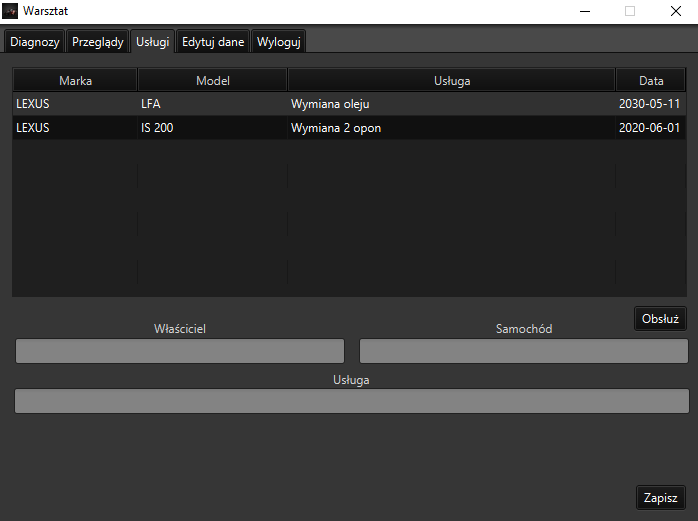 Warsztat
Diagnozy Przeglądy Usługi Edytuj dane Wyloguj
Marka Model Usługa Data
LEXUS LFA Wymiana oleju 2030-05-11
LEXUS IS 200 Wymiana 2 opon 2020-06-01
Obsłuż
Właściciel Samochód
Usługa
Zapisz